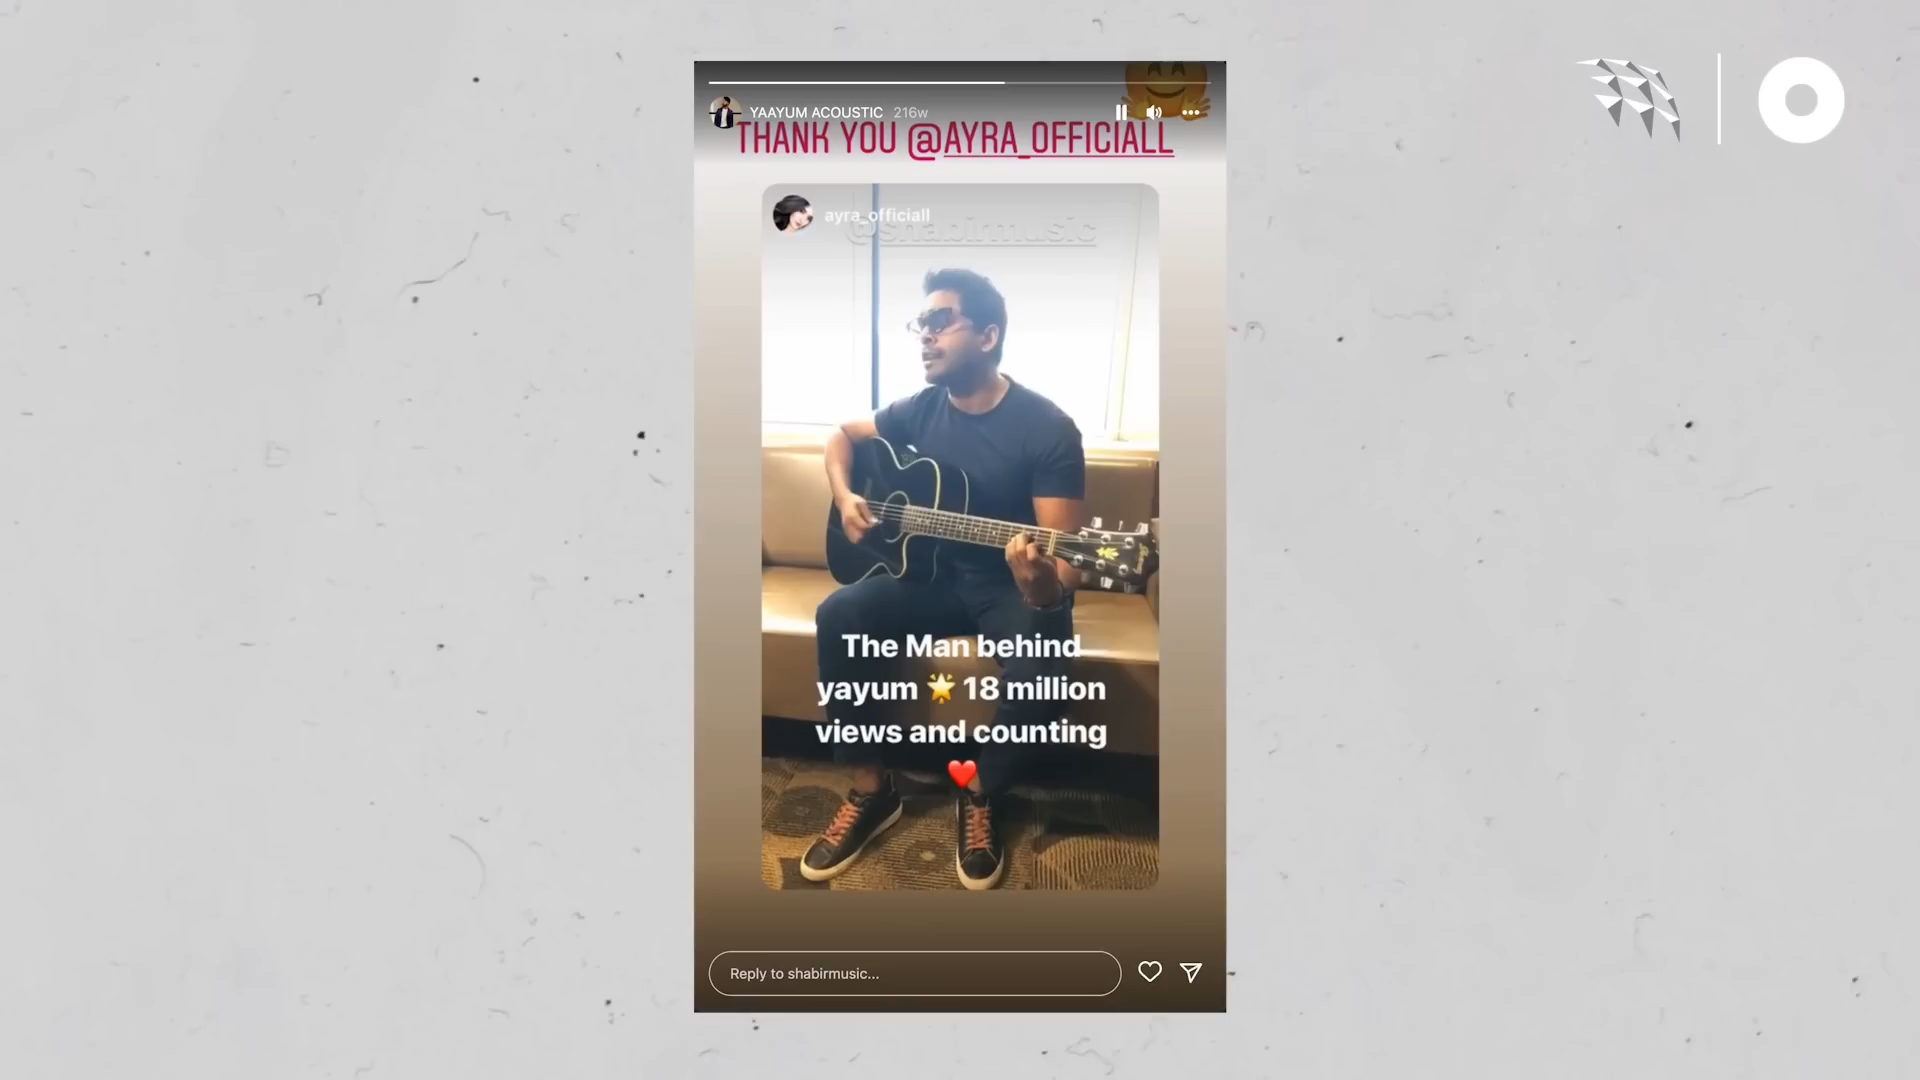 YAAYUM ACOUSTIC 216w
THANK YOU @AYRA_OFFICIALL
ayra_officiall
@shabirmusic
The Man behind
yayum 🌟 18 million
views and counting
❤️
Reply to shabirmusic...